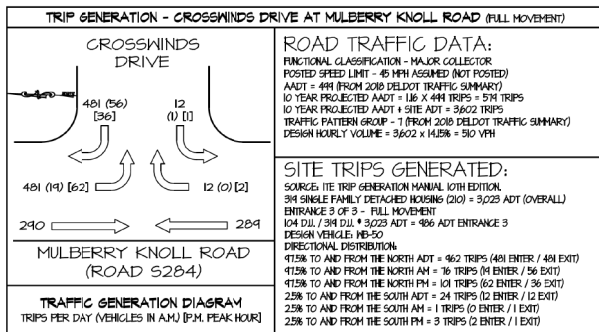 TRIP GENERATION - CROSSWINDS DRIVE AT MULBERRY KNOLL ROAD (FULL MOVEMENT)
CROSSWINDS
DRIVE
481 (56)
[36]
12
(1) [1]
481 (19) [62]
12 (0) [2]
290
289
MULBERRY KNOLL ROAD
(ROAD S284)
TRAFFIC GENERATION DIAGRAM
TRIPS PER DAY (VEHICLES IN A.M.) [P.M. PEAK HOUR]
ROAD TRAFFIC DATA:
FUNCTIONAL CLASSIFICATION - MAJOR COLLECTOR
POSTED SPEED LIMIT - 45 MPH ASSUMED (NOT POSTED)
AADT = 499 (FROM 2018 DELDOT TRAFFIC SUMMARY)
10 YEAR PROJECTED AADT = 1.16 X 499 TRIPS = 579 TRIPS
10 YEAR PROJECTED AADT + SITE ADT = 3,602 TRIPS
TRAFFIC PATTERN GROUP - 7 (FROM 2018 DELDOT TRAFFIC SUMMARY)
DESIGN HOURLY VOLUME = 3,602 X 14.15% = 510 VPH
SITE TRIPS GENERATED:
SOURCE: ITE TRIP GENERATION MANUAL 10TH EDITION.
319 SINGLE FAMILY DETACHED HOUSING (210) = 3,023 ADT (OVERALL)
ENTRANCE 3 OF 3 - FULL MOVEMENT
104 D.U. / 319 D.U. * 3,023 ADT = 986 ADT ENTRANCE 3
DESIGN VEHICLE: WB-50
DIRECTIONAL DISTRIBUTION:
97.5% TO AND FROM THE NORTH ADT = 962 TRIPS (481 ENTER / 481 EXIT)
97.5% TO AND FROM THE NORTH AM = 76 TRIPS (19 ENTER / 56 EXIT)
97.5% TO AND FROM THE NORTH PM = 101 TRIPS (62 ENTER / 36 EXIT)
2.5% TO AND FROM THE SOUTH ADT = 24 TRIPS (12 ENTER / 12 EXIT)
2.5% TO AND FROM THE SOUTH AM = 1 TRIPS (0 ENTER / 1 EXIT)
2.5% TO AND FROM THE SOUTH PM = 3 TRIPS (2 ENTER / 1 EXIT)